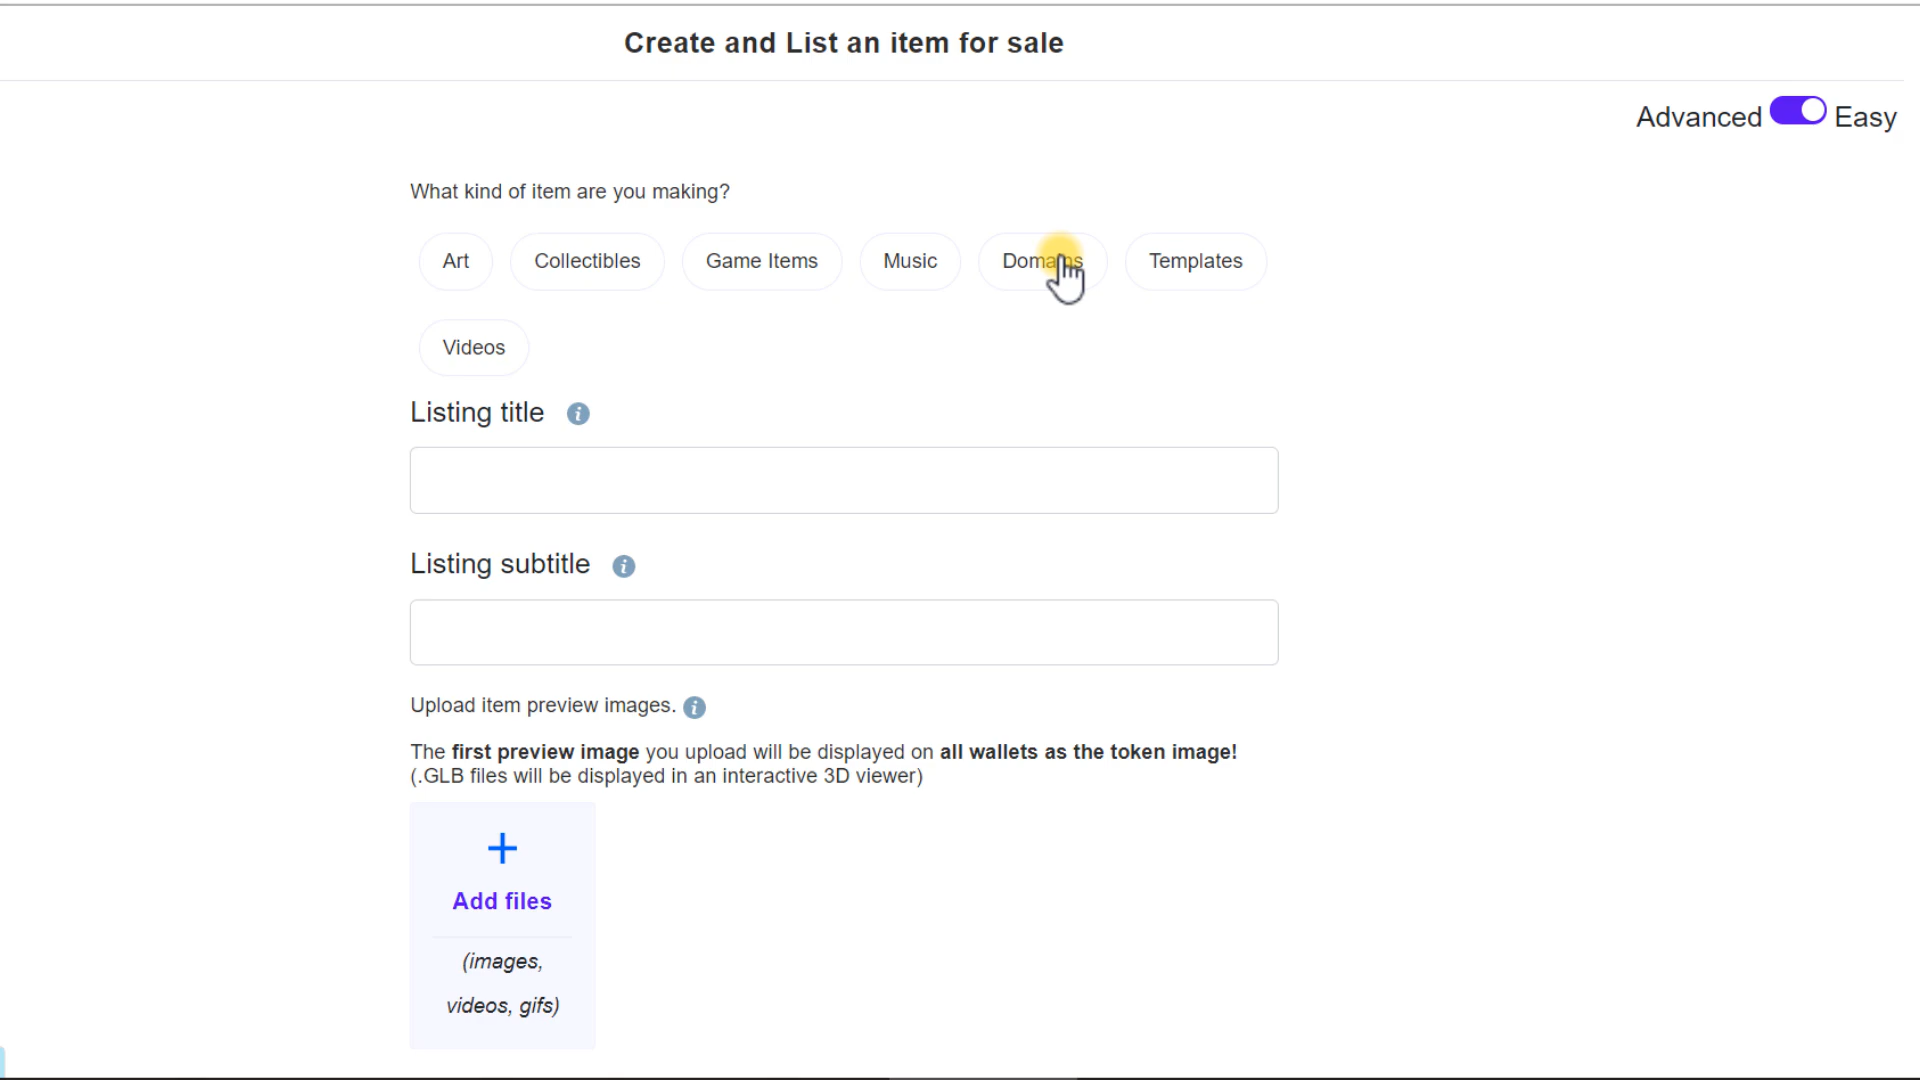 Create and List an item for sale
Advanced Easy
What kind of item are you making?
Art Collectibles Game Items Music Domains Templates
Videos
Listing title
Listing subtitle
Upload item preview images.
The first preview image you upload will be displayed on all wallets as the token image!
(.GLB files will be displayed in an interactive 3D viewer)
+
Add files
(images,
videos, gifs)